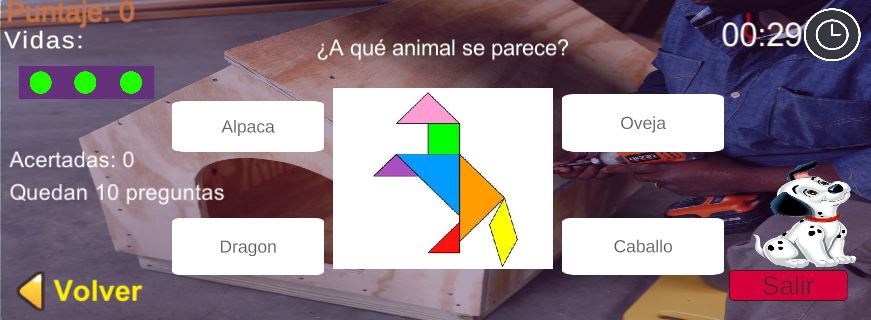 Puntaje: 0
Vidas:
¿A qué animal se parece?
00:29
Alpaca
Oveja
Acertadas: 0
Quedan 10 preguntas
Dragon
Caballo
Volver
Salir